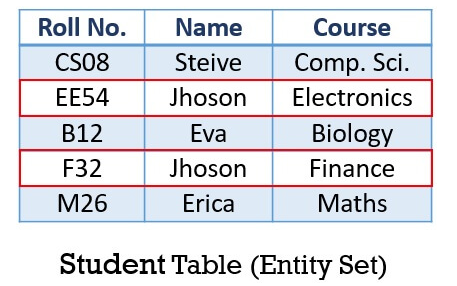 Roll No. Name Course
CS08 Steive Comp. Sci.
EE54 Jhoson Electronics
B12 Eva Biology
F32 Jhoson Finance
M26 Erica Maths
Student Table (Entity Set)